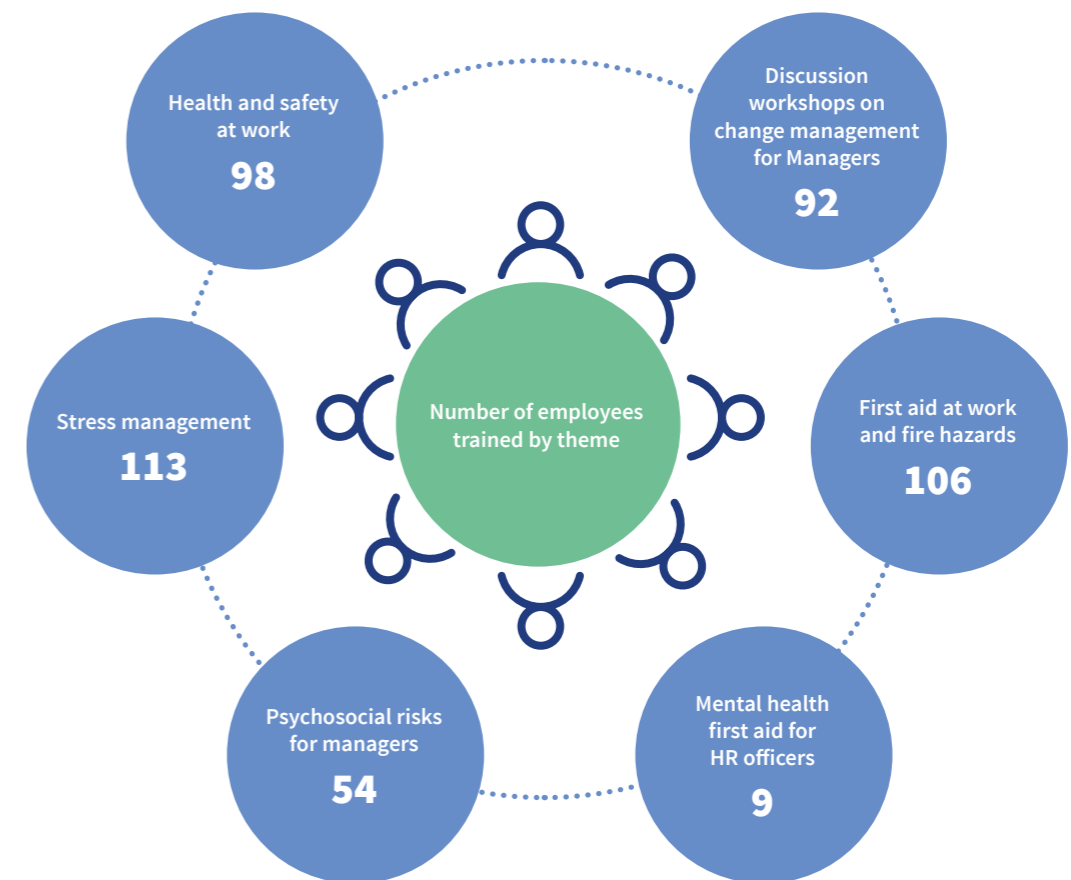 Health and safety
at work
98
Discussion
workshops on
change management
for Managers
92
Stress management
113
Number of employees
trained by theme
First aid at work
and fire hazards
106
Psychosocial risks
for managers
54
Mental health
first aid for
HR officers
9